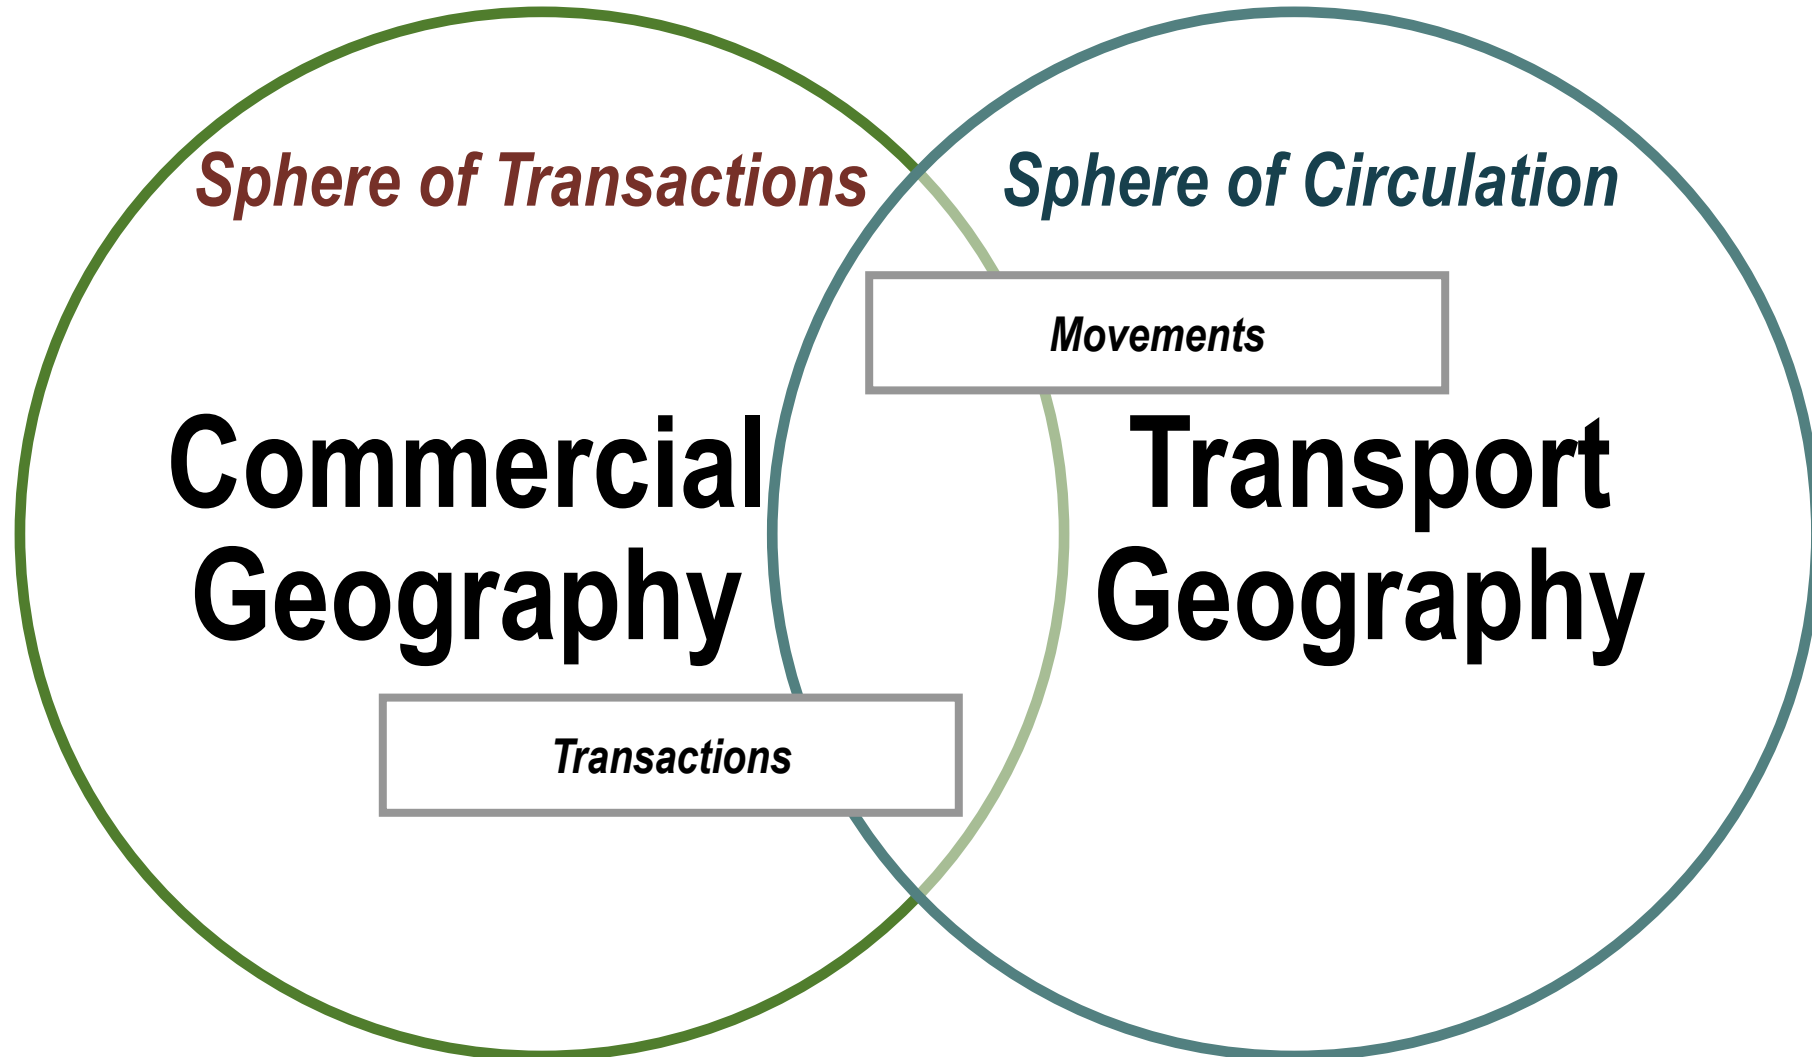 Sphere of Transactions
Sphere of Circulation
Movements
Commercial
Geography
Transport
Geography
Transactions